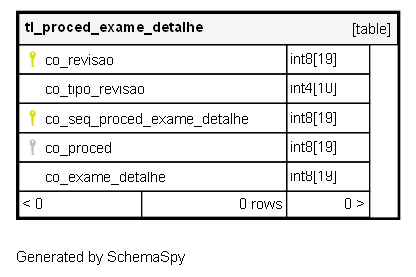 tl_proced_exame_detalhe [table]
co_revisao int8[19]
co_tipo_revisao int4[10]
co_seq_proced_exame_detalhe int8[19]
co_proced int8[19]
co_exame_detalhe int8[19]
< 0 0 rows 0 >
Generated by SchemaSpy